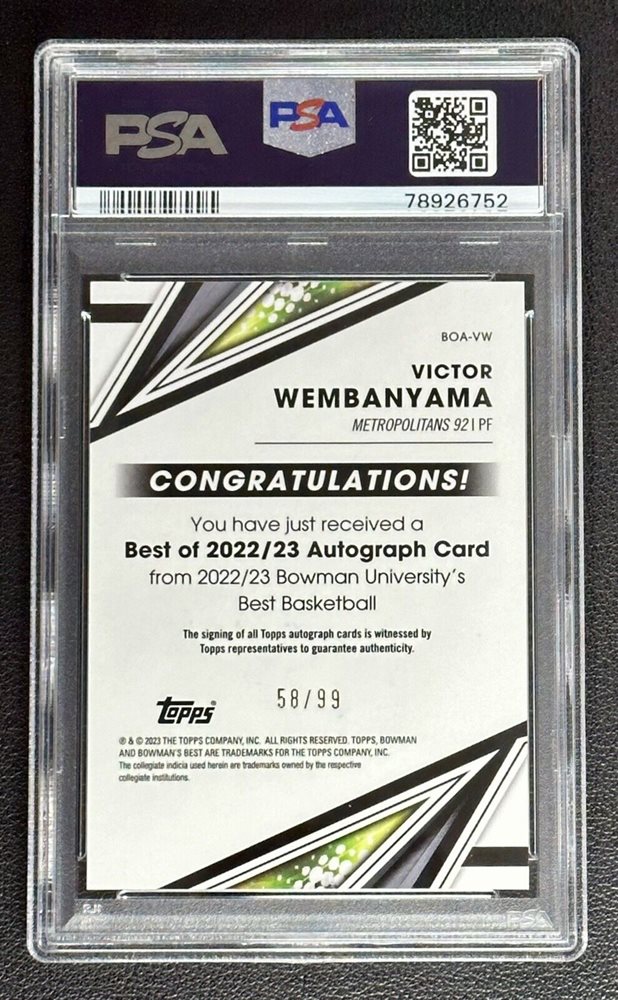 PSA
PSA
78926752
BOA-VW
VICTOR
WEMBANYAMA
METROPOLITANS 92 | PF
CONGRATULATIONS!
You have just received a
Best of 2022/23 Autograph Card
from 2022/23 Bowman University's
Best Basketball
The signing of all Topps autograph cards is witnessed by
Topps representatives to guarantee authenticity.
58/99
topps
® & © 2023 THE TOPPS COMPANY, INC. ALL RIGHTS RESERVED. TOPPS, BOWMAN
AND BOWMAN'S BEST ARE TRADEMARKS FOR THE TOPPS COMPANY, INC.
The collegiate indicia used herein are trademarks owned by the respective
collegiate institutions.
PSA